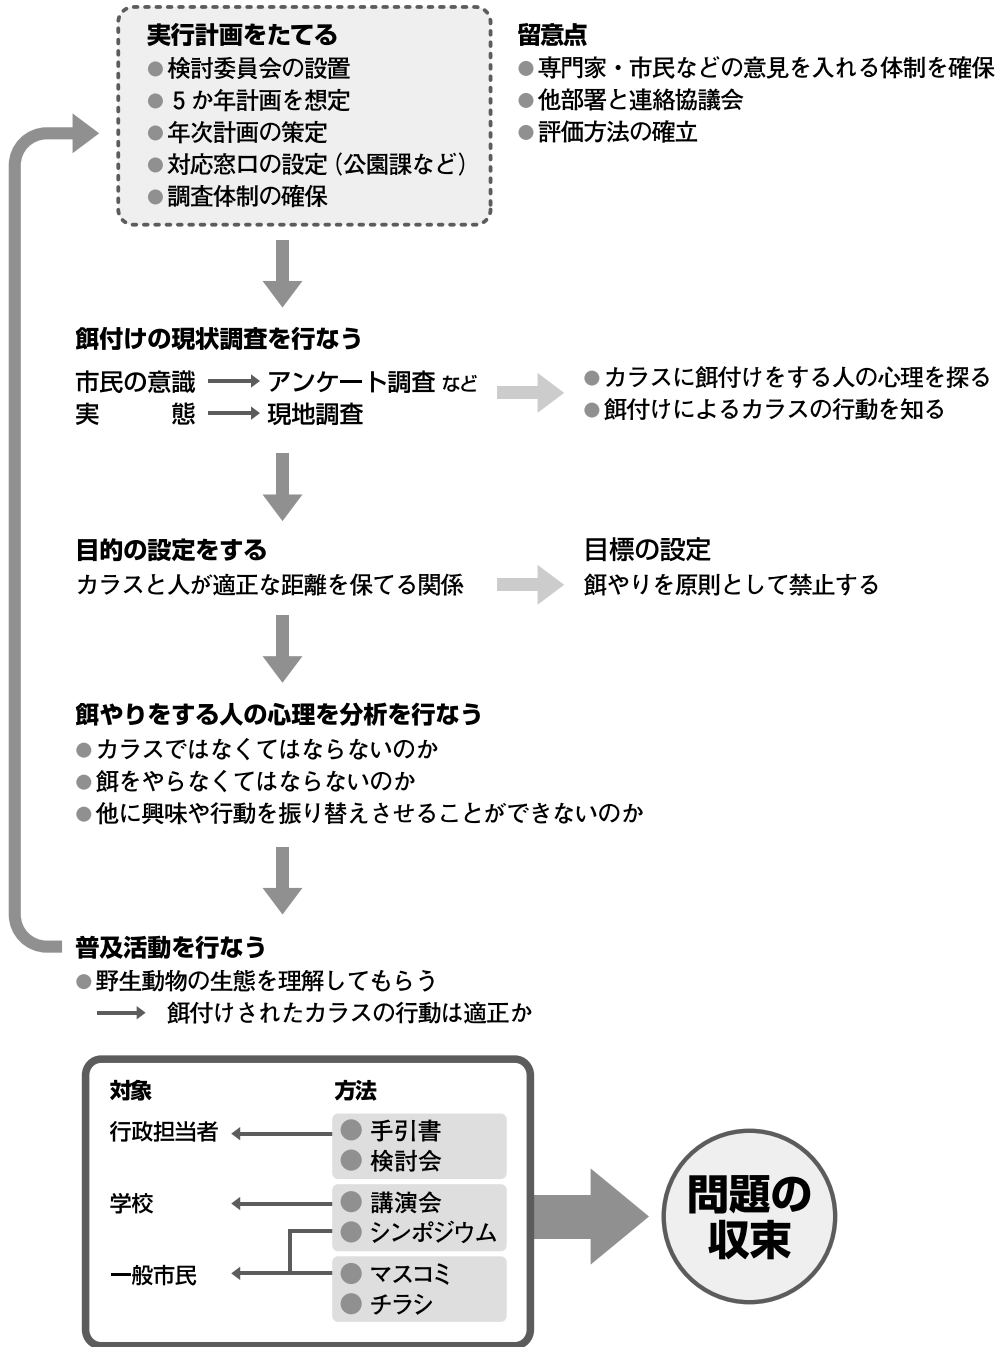 実行計画をたてる
●検討委員会の設置
●5か年計画を想定
●年次計画の策定
●対応窓口の設定（公園課など）
●調査体制の確保
留意点
●専門家・市民などの意見を入れる体制を確保
●他部署と連絡協議会
●評価方法の確立
餌付けの現状調査を行なう
市民の意識 → アンケート調査 など
実　　態 → 現地調査
●カラスに餌付けをする人の心理を探る
●餌付けによるカラスの行動を知る
目的の設定をする
カラスと人が適正な距離を保てる関係
目標の設定
餌やりを原則として禁止する
餌やりをする人の心理を分析を行なう
●カラスではなくてはならないのか
●餌をやらなくてはならないのか
●他に興味や行動を振り替えさせることができないのか
普及活動を行なう
●野生動物の生態を理解してもらう
→ 餌付けされたカラスの行動は適正か
対象
方法
行政担当者
●手引書
●検討会
学校
●講演会
●シンポジウム
一般市民
●マスコミ
●チラシ
問題の
収束